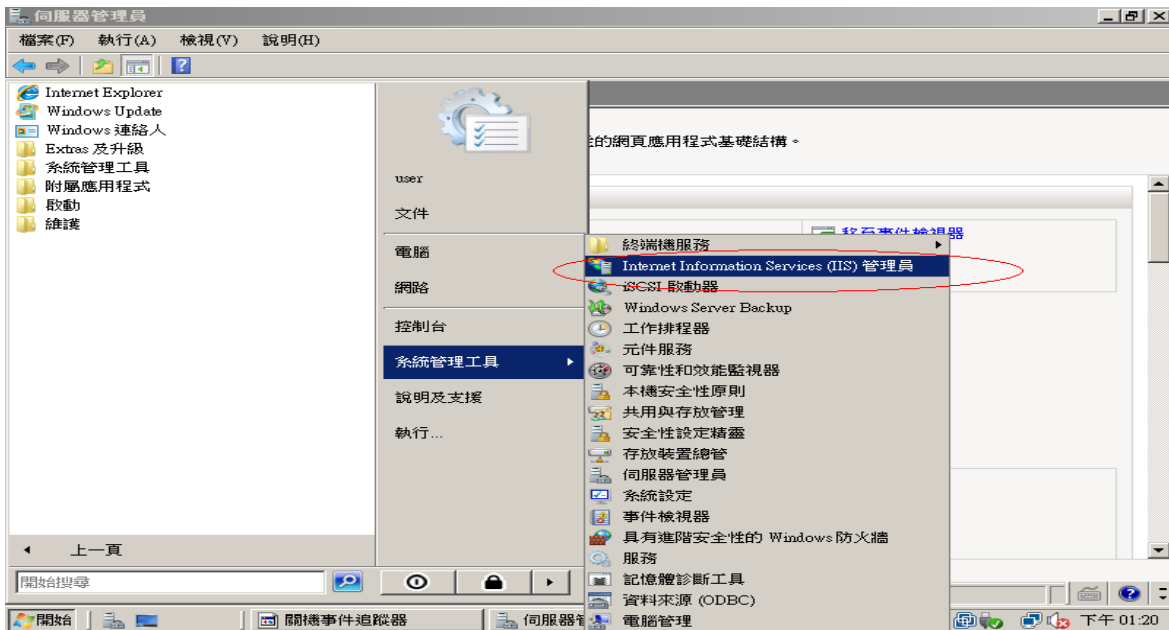 伺服器管理員
檔案(F) 執行(A) 檢視(V) 說明(H)
Internet Explorer
Windows Update
Windows 連絡人
Extras 及升級
系統管理工具
附屬應用程式
啟動
維護
上一頁
開始搜尋
user
文件
電腦
網路
控制台
系統管理工具
說明及支援
執行...
的網頁應用程式基礎結構。
移至事件檢視器
終端機服務
Internet Information Services (IIS) 管理員
iSCSI 啟動器
Windows Server Backup
工作排程器
元件服務
可靠性和效能監視器
本機安全性原則
共用與存放管理
安全性設定精靈
存放裝置總管
伺服器管理員
系統設定
事件檢視器
具有進階安全性的 Windows 防火牆
服務
記憶體診斷工具
資料來源 (ODBC)
電腦管理
開始 關機事件追蹤器 伺服器 下午 01:20